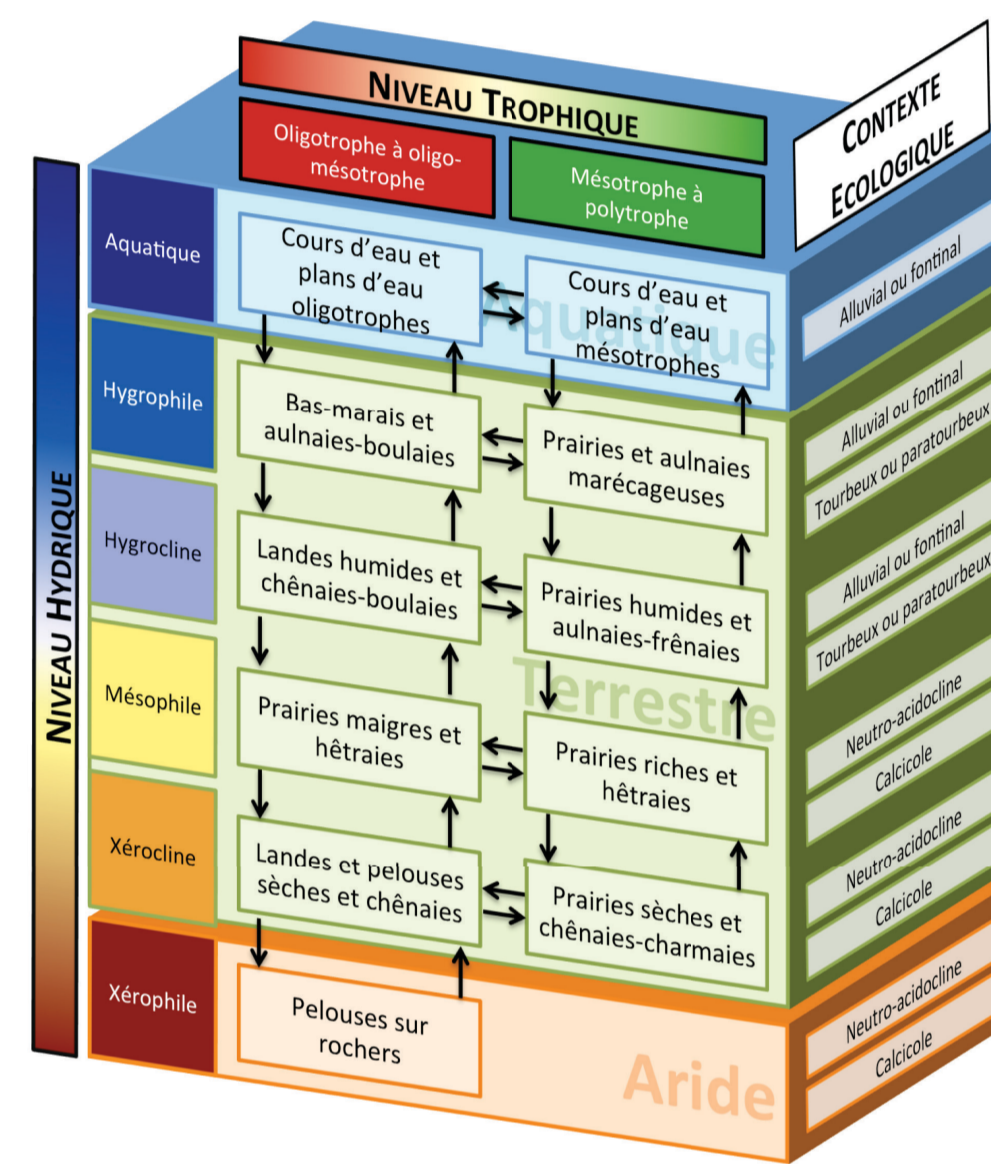 NIVEAU TROPHIQUE
CONTEXTE
ECOLOGIQUE
Oligotrophe à oligo-
mésotrophe
Mésotrophe à
polytrophe
NIVEAU HYDRIQUE
Aquatique
Cours d'eau et
plans d'eau
oligotrophes
Cours d'eau et
plans d'eau
mésotrophes
Aquatique
Alluvial ou fontinal
Hygrophile
Bas-marais et
aulnaies-boulaies
Prairies et aulnaies
marécageuses
Alluvial ou fontinal
Tourbeux ou paratourbeux
Hygrocline
Landes humides et
chênaies-boulaies
Prairies humides et
aulnaies-frênaies
Alluvial ou fontinal
Tourbeux ou paratourbeux
Terrestre
Mésophile
Prairies maigres et
hêtraies
Prairies riches et
hêtraies
Neutro-acidocline
Calcicole
Xérocline
Landes et pelouses
sèches et chênaies
Prairies sèches et
chênaies-charmaies
Neutro-acidocline
Calcicole
Xérophile
Pelouses sur
rochers
Aride
Neutro-acidocline
Calcicole